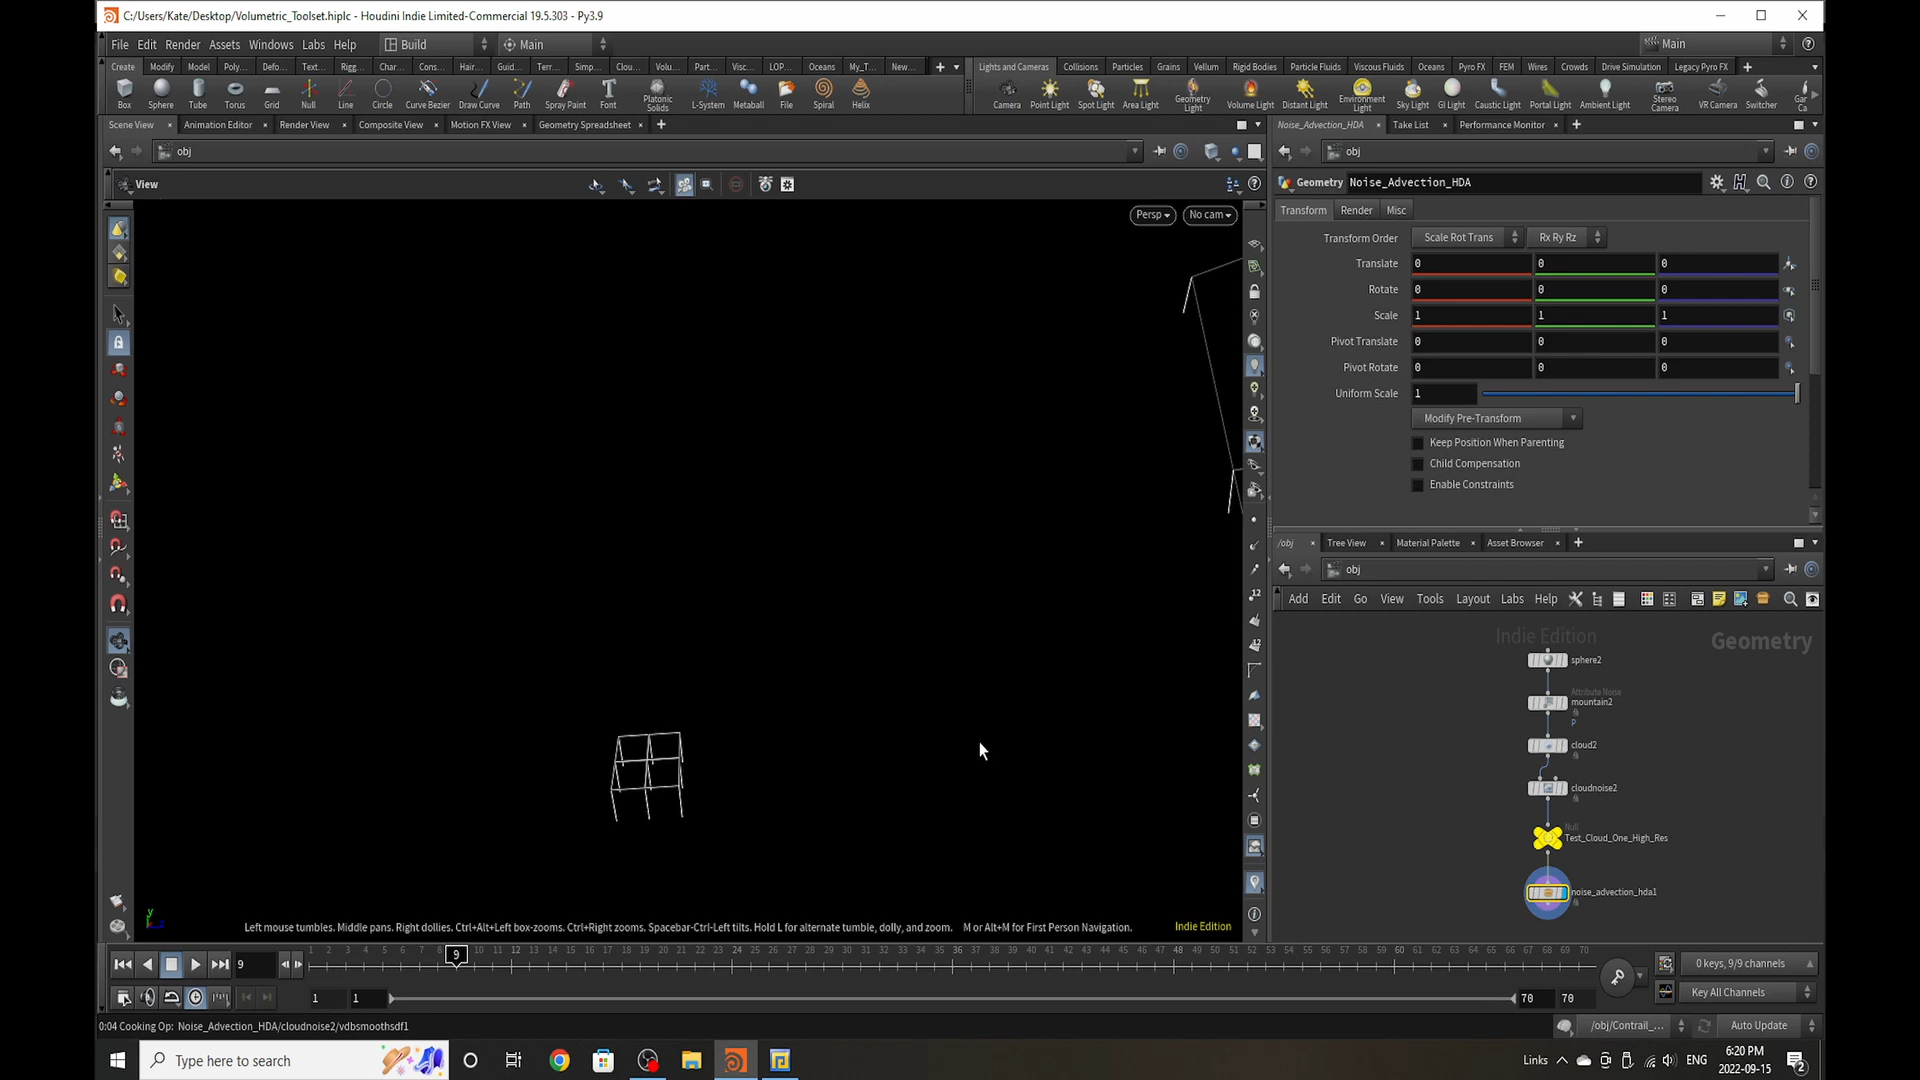 C:/Users/Kate/Desktop/Volumetric_Toolset.hiplc - Houdini Indie Limited-Commercial 19.5.303 - Py3.9
File Edit Render Assets Windows Labs Help Build Main Main
Create Modify Model Poly... Defo... Text... Rigg... Char... Cons... Hair... Guid... Terr... Simp... Clou... Volu... Part... Visc... LOP... Oceans My_T... New...
Lights and Cameras Collisions Particles Grains Vellum Rigid Bodies Particle Fluids Viscous Fluids Oceans Pyro FX FEM Wires Crowds Drive Simulation Legacy Pyro FX
Box Sphere Tube Torus Grid Null Line Circle Curve Bezier Draw Curve Path Spray Paint Font Platonic Solids L-System Metaball File Spiral Helix
Camera Point Light Spot Light Area Light Geometry Light Volume Light Distant Light Environment Light Sky Light GI Light Caustic Light Portal Light Ambient Light Stereo Camera VR Camera Switcher Gar Ca
Scene View Animation Editor Render View Composite View Motion FX View Geometry Spreadsheet
Noise_Advection_HDA Take List Performance Monitor
obj
obj
View
Geometry Noise_Advection_HDA
Persp No cam
Transform Render Misc
Transform Order Scale Rot Trans Rx Ry Rz
Translate 0 0 0
Rotate 0 0 0
Scale 1 1 1
Pivot Translate 0 0 0
Pivot Rotate 0 0 0
Uniform Scale 1
Modify Pre-Transform
Keep Position When Parenting
Child Compensation
Enable Constraints
/obj Tree View Material Palette Asset Browser
obj
Add Edit Go View Tools Layout Labs Help
Indie Edition Geometry
sphere2
Attribute Noise
mountain2
P
cloud2
cloudnoise2
Null
Test_Cloud_One_High_Res
noise_advection_hda1
Left mouse tumbles. Middle pans. Right dollies. Ctrl+Alt+Left box-zooms. Ctrl+Right zooms. Spacebar-Ctrl-Left tilts. Hold L for alternate tumble, dolly, and zoom. M or Alt+M for First Person Navigation.
Indie Edition
9 9 0 keys, 9/9 channels
1 1 70 70 Key All Channels
0:04 Cooking Op: Noise_Advection_HDA/cloudnoise2/vdbsmoothsdf1
/obj/Contrail_... Auto Update
Type here to search
Links ENG 6:20 PM
2022-09-15
2